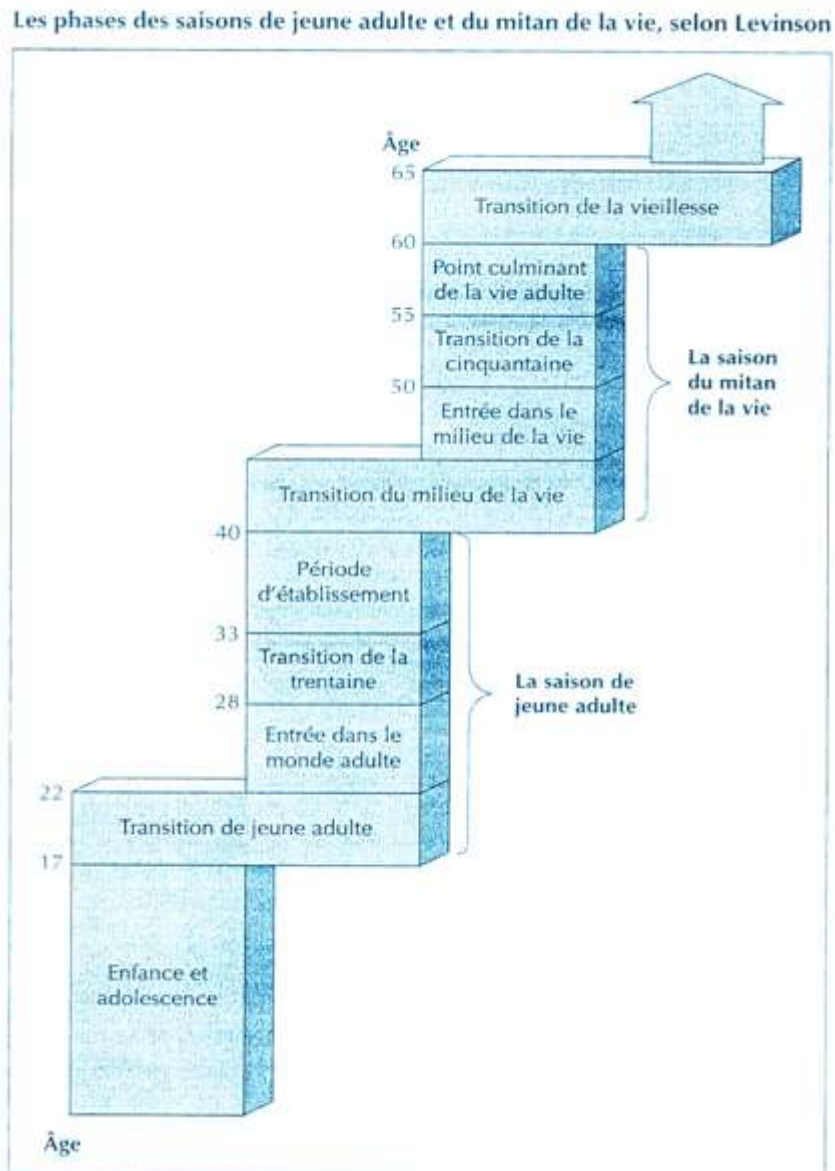 Les phases des saisons de jeune adulte et du mitan de la vie, selon Levinson
Âge
65
Transition de la vieillesse
60
Point culminant
de la vie adulte
55
Transition de la
cinquantaine
50
Entrée dans le
milieu de la vie
La saison
du mitan
de la vie
Transition du milieu de la vie
40
Période
d'établissement
33
Transition de la
trentaine
28
Entrée dans le
monde adulte
La saison de
jeune adulte
22
Transition de jeune adulte
17
Enfance et
adolescence
Âge